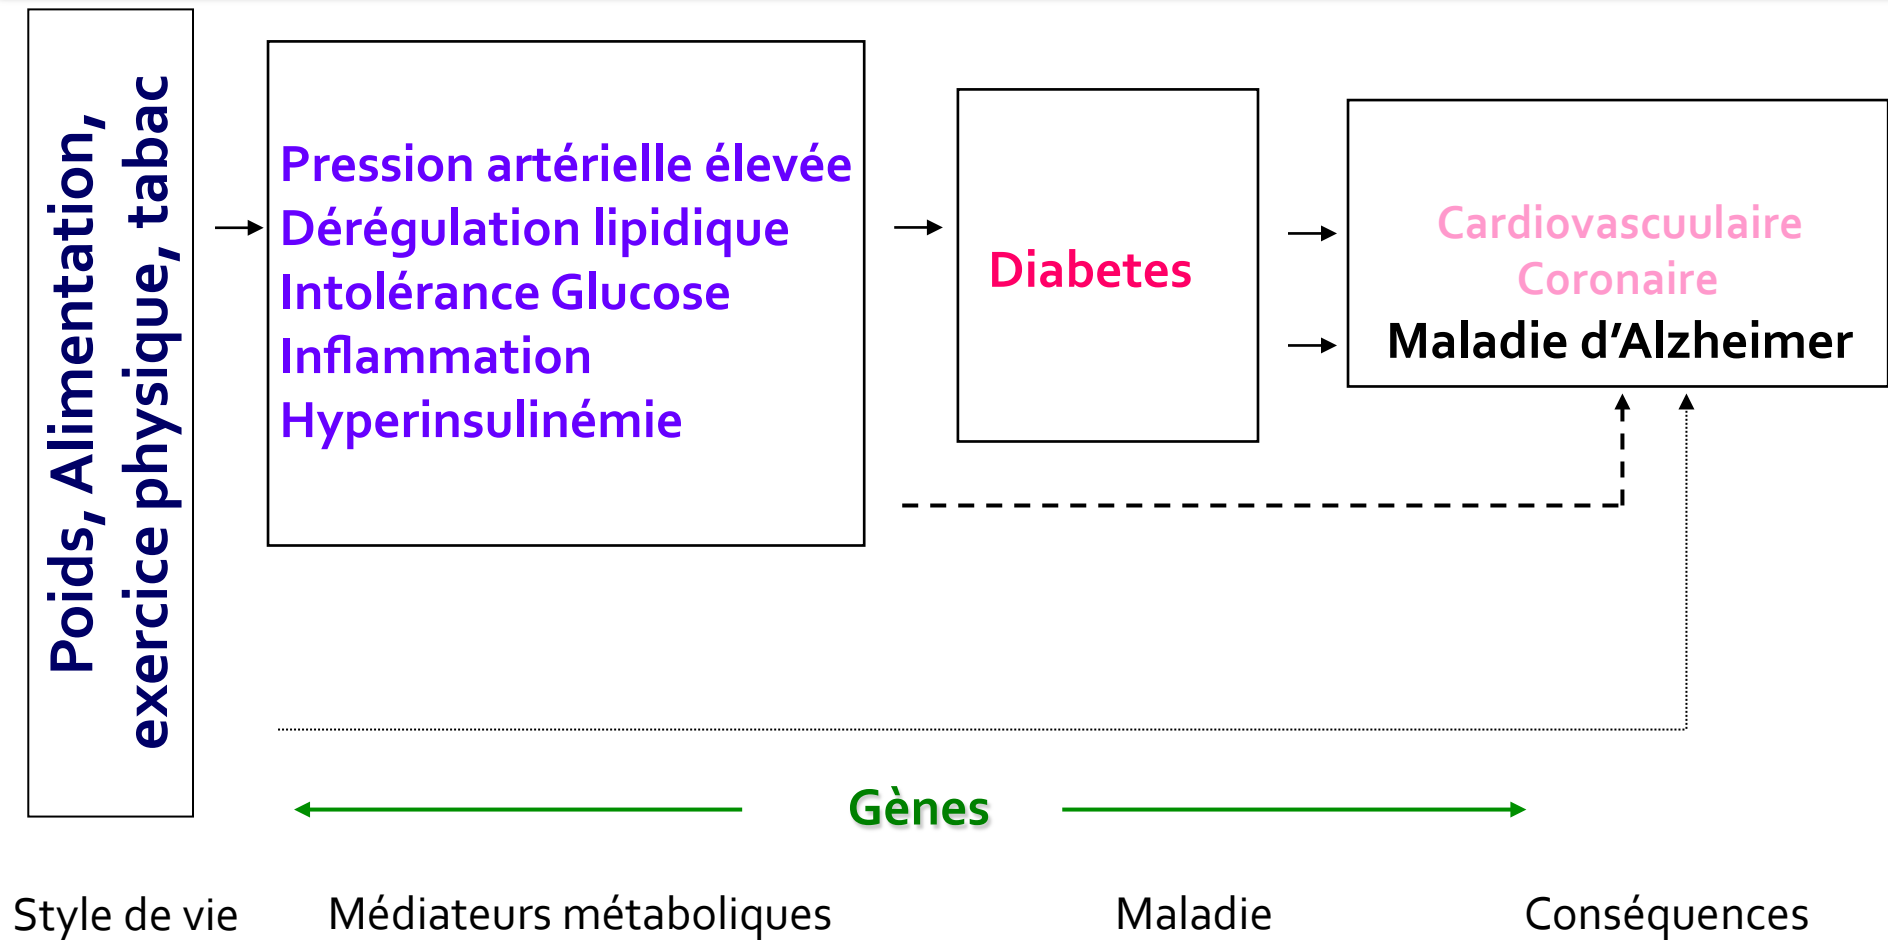 Poids, Alimentation,
exercice physique, tabac
Pression artérielle élevée
Dérégulation lipidique
Intolérance Glucose
Inflammation
Hyperinsulinémie
Diabetes
Cardiovascuulaire
Coronaire
Maladie d’Alzheimer
Gènes
Style de vie
Médiateurs métaboliques
Maladie
Conséquences